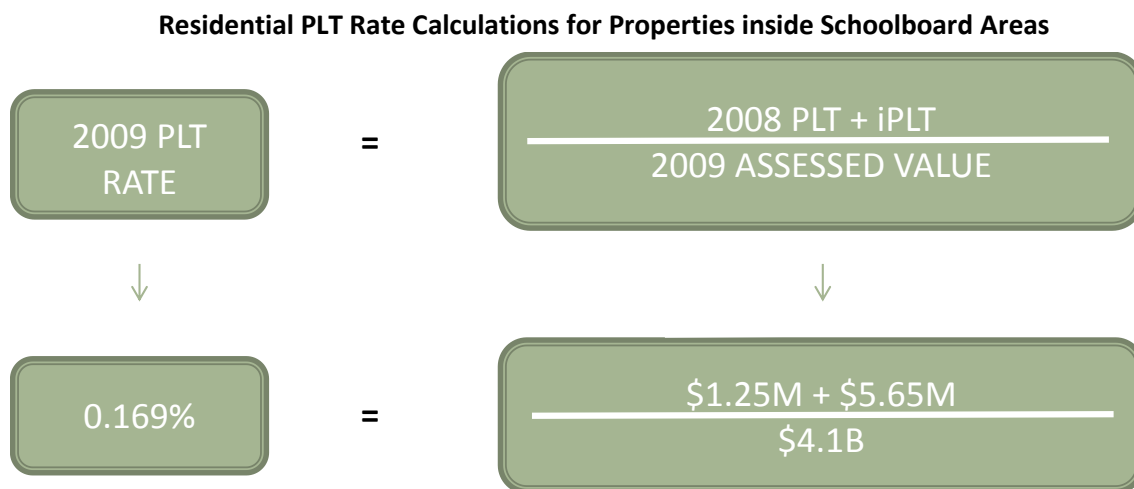 Residential PLT Rate Calculations for Properties inside Schoolboard Areas
2009 PLT
RATE
=
2008 PLT + iPLT
2009 ASSESSED VALUE
0.169%
=
$1.25M + $5.65M
$4.1B